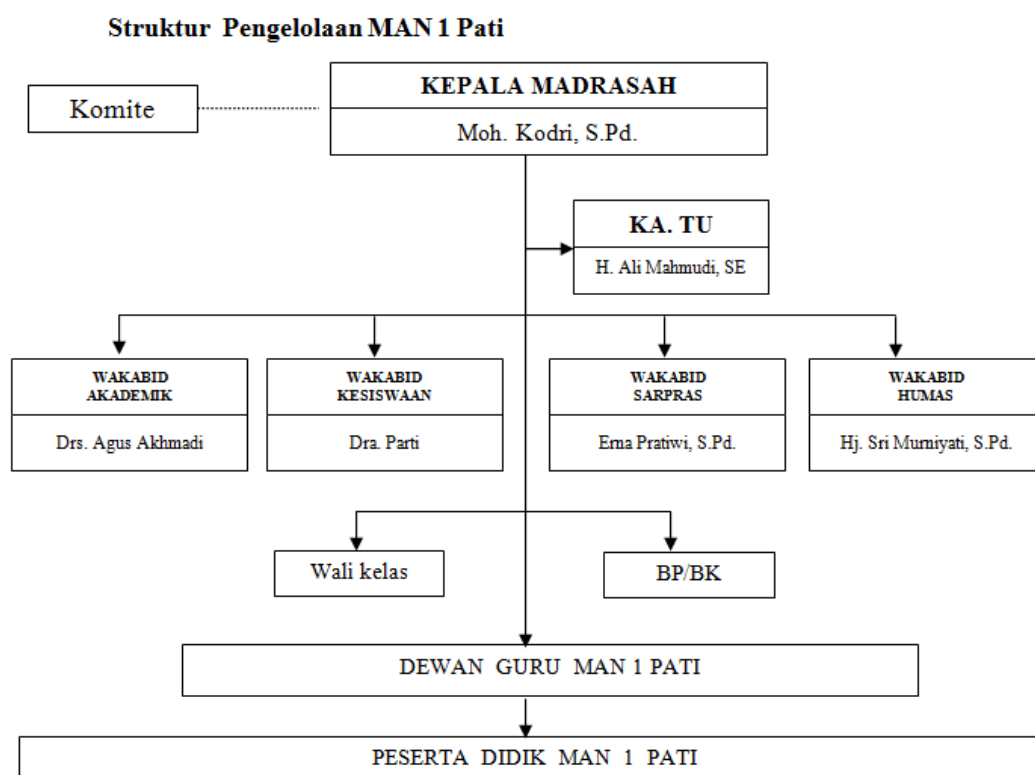 Struktur Pengelolaan MAN 1 Pati
KEPALA MADRASAH
Komite
Moh. Kodri, S.Pd.
KA. TU
H. Ali Mahmudi, SE
WAKABID
AKADEMIK
Drs. Agus Akhmadi
WAKABID
KESISWAAN
Dra. Parti
WAKABID
SARPRAS
Erna Pratiwi, S.Pd.
WAKABID
HUMAS
Hj. Sri Murniyati, S.Pd.
Wali kelas
BP/BK
DEWAN GURU MAN 1 PATI
PESERTA DIDIK MAN 1 PATI